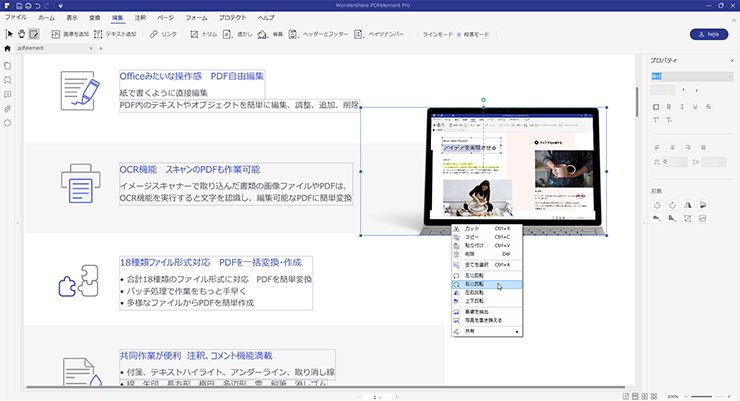 Wondershare PDFelement Pro
ファイル ホーム 表示 変換 編集 注釈 ページ フォーム プロテクト ヘルプ
画像を追加 テキスト追加 リンク トリム 透かし 背景 ヘッダーとフッター ベイツナンバー ラインモード 段落モード
hejia
pdfelement
プロパティ
Officeみたいな操作感 PDF自由編集
紙で書くように直接編集
PDF内のテキストやオブジェクトを簡単に編集、調整、追加、削除
アイデアを実現させる
OCR機能 スキャンのPDFも作業可能
イメージスキャナーで取り込んだ書類の画像ファイルやPDFは、
OCR機能を実行すると文字を認識し、編集可能なPDFに簡単変換
対象
カット Ctrl+X
コピー Ctrl+C
貼り付け Ctrl+V
削除 Del
全てを選択 Ctrl+A
左に回転
右に回転
左右反転
上下反転
画像を抽出
写真を置き換える
共有
18種類ファイル形式対応 PDFを一括変換・作成
• 合計18種類のファイル形式に対応 PDFを簡単変換
• バッチ処理で作業をもっと手早く
• 多様なファイルからPDFを簡単作成
共同作業が便利 注釈、コメント機能満載
• 付箋、テキストハイライト、アンダーライン、取り消し線
• 線、矢印、長方形、楕円、多辺形、雲、鉛筆、消しゴム
200%